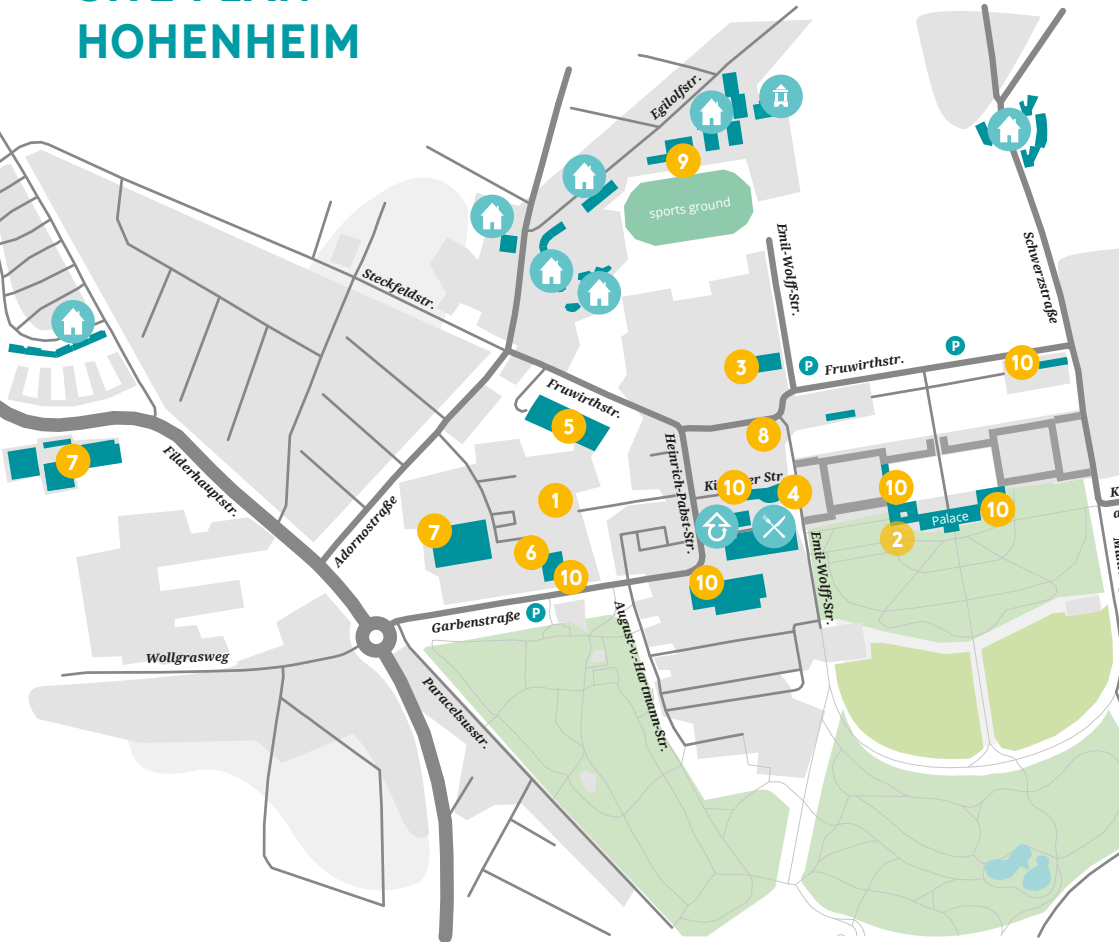 HOHENHEIM
Egilolfstr.
9
sports ground
Emil-Wolff-Str.
Schwerzstraße
Steckfeldstr.
P
P
Fruwirthstr.
10
3
Fruwirthstr.
5
8
Heinrich-Pabst-Str.
10
4
10
10
Palace
2
7
Filderhauptstr.
Adornostraße
1
7
6
10
10
Emil-Wolff-Str.
Garbenstraße
P
August-v.-Hartmann-Str.
Wollgrasweg
Paracelsusstr.